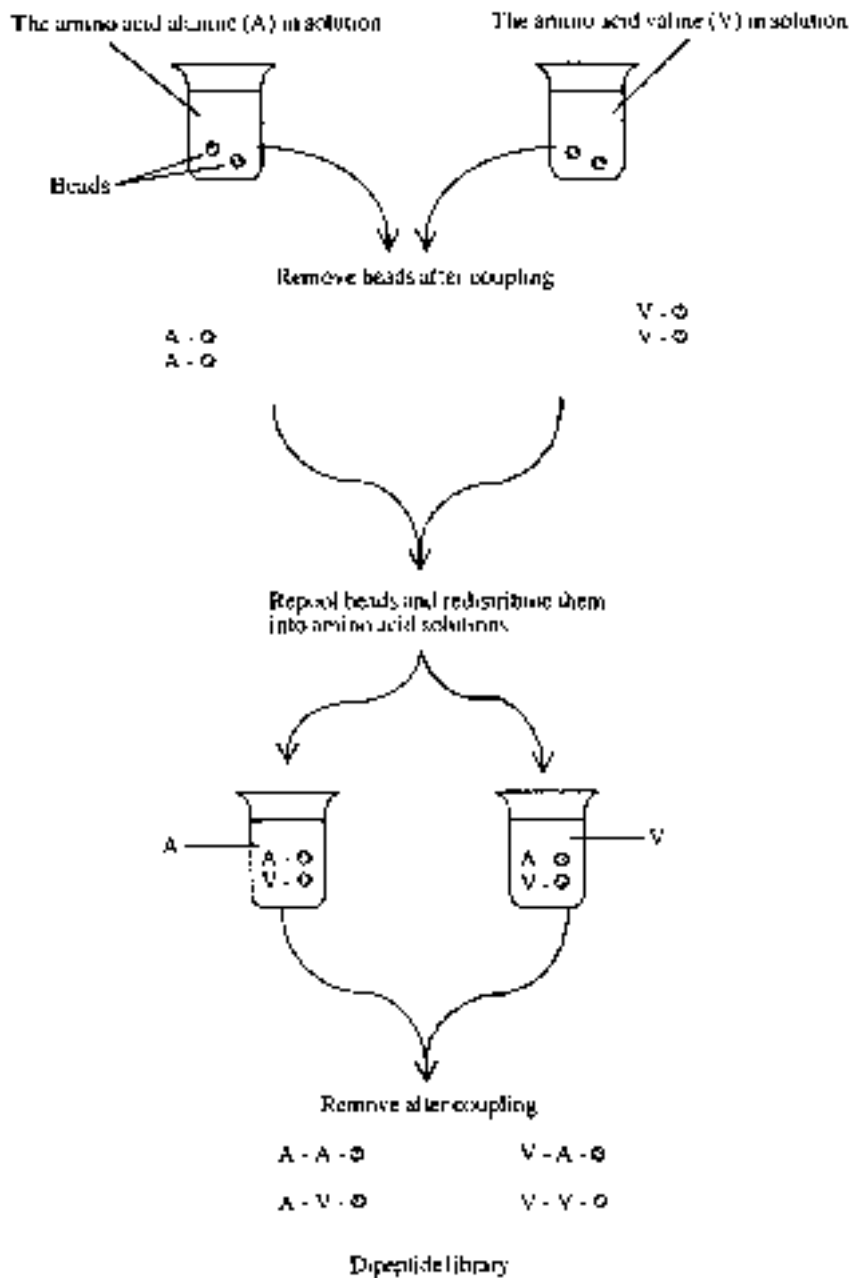 The amino acid alanine (A) in solution
The amino acid valine (V) in solution
Beads
Remove beads after coupling
A - 
A - 
V - 
V - 
Repool beads and redistribute them
into amino acid solutions
A
A - 
V - 
A - 
V - 
V
Remove after coupling
A - A - 
V - A - 
A - V - 
V - V - 
Dipeptide library